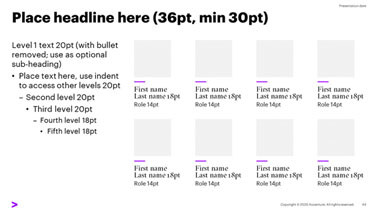 Presentation date
Place headline here (36pt, min 30pt)
Level 1 text 20pt (with bullet
removed; use as optional
sub-heading)
• Place text here, use indent
to access other levels 20pt
– Second level 20pt
• Third level 20pt
– Fourth level 18pt
• Fifth level 18pt
First name
Last name 18pt
Role 14pt
First name
Last name 18pt
Role 14pt
First name
Last name 18pt
Role 14pt
First name
Last name 18pt
Role 14pt
First name
Last name 18pt
Role 14pt
First name
Last name 18pt
Role 14pt
First name
Last name 18pt
Role 14pt
First name
Last name 18pt
Role 14pt
Copyright © 2020 Accenture. All rights reserved.